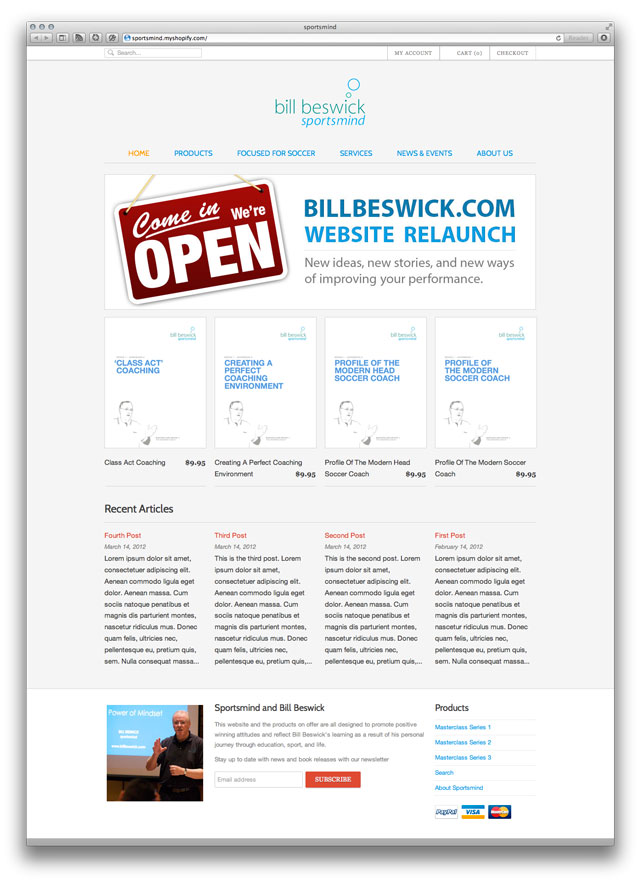 sportsmind
sportsmind.myshopify.com/
Reader
Search...
MY ACCOUNT
CART (0)
CHECKOUT
bill beswick
sportsmind
HOME
PRODUCTS
FOCUSED FOR SOCCER
SERVICES
NEWS & EVENTS
ABOUT US
Come in
We're
OPEN
BILLBESWICK.COM
WEBSITE RELAUNCH
New ideas, new stories, and new ways
of improving your performance.
bill beswick
sportsmind
'CLASS ACT'
COACHING
bill beswick
sportsmind
CREATING A
PERFECT
COACHING
ENVIRONMENT
bill beswick
sportsmind
PROFILE OF THE
MODERN HEAD
SOCCER COACH
bill beswick
sportsmind
PROFILE OF
THE MODERN
SOCCER COACH
Class Act Coaching
$9.95
Creating A Perfect Coaching
Environment
$9.95
Profile Of The Modern Head
Soccer Coach
$9.95
Profile Of The Modern Soccer
Coach
$9.95
Recent Articles
Fourth Post
March 14, 2012
Lorem ipsum dolor sit amet,
consectetuer adipiscing elit.
Aenean commodo ligula eget
dolor. Aenean massa. Cum
sociis natoque penatibus et
magnis dis parturient montes,
nascetur ridiculus mus. Donec
quam felis, ultricies nec,
pellentesque eu, pretium quis,
sem. Nulla consequat massa...
Third Post
March 14, 2012
This is the third post. Lorem
ipsum dolor sit amet,
consectetuer adipiscing elit.
Aenean commodo ligula eget
dolor. Aenean massa. Cum
sociis natoque penatibus et
magnis dis parturient montes,
nascetur ridiculus mus. Donec
quam felis, ultricies nec,
pellentesque eu, pretium quis,...
Second Post
March 14, 2012
Lorem ipsum dolor sit amet,
consectetuer adipiscing elit.
Aenean commodo ligula eget
dolor. Aenean massa. Cum
sociis natoque penatibus et
magnis dis parturient montes,
nascetur ridiculus mus. Donec
quam felis, ultricies nec,
pellentesque eu, pretium quis,
sem. Nulla consequat massa...
First Post
February 14, 2012
Lorem ipsum dolor sit amet,
consectetuer adipiscing elit.
Aenean commodo ligula eget
dolor. Aenean massa. Cum
sociis natoque penatibus et
magnis dis parturient montes,
nascetur ridiculus mus. Donec
quam felis, ultricies nec,
pellentesque eu, pretium quis,
sem. Nulla consequat massa...
Power of Mindset
BILL BESWICK
sportsmind
www.billbeswick.com
Sportsmind and Bill Beswick
This website and the products on offer are all designed to promote positive
winning attitudes and reflect Bill Beswick's learning as a result of his personal
journey through education, sport, and life.
Stay up to date with news and book releases with our newsletter
Email address
SUBSCRIBE
Products
Masterclass Series 1
Masterclass Series 2
Masterclass Series 3
Search
About Sportsmind
PayPal
VISA
MasterCard